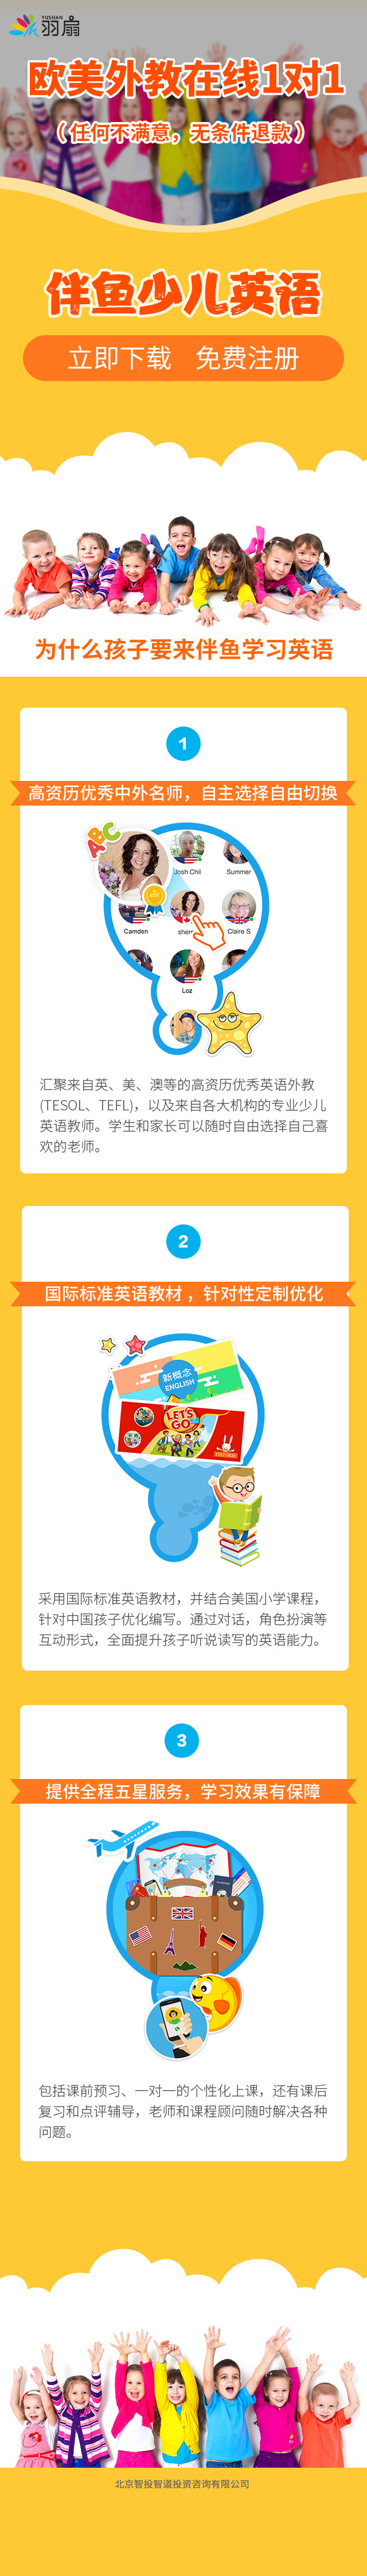 YUSHAN
羽扇
欧美外教在线1对1
（任何不满意，无条件退款）
伴鱼少儿英语
立即下载 免费注册
为什么孩子要来伴鱼学习英语
1
高资历优秀中外名师，自主选择自由切换
ABC
Josh Chil
Summer
Camden
sherr
Claire S
Loz
汇聚来自英、美、澳等的高资历优秀英语外教
(TESOL、TEFL)，以及来自各大机构的专业少儿
英语教师。学生和家长可以随时自由选择自己喜
欢的老师。
2
国际标准英语教材，针对性定制优化
新概念
ENGLISH
LET'S
GO
OXFORD
采用国际标准英语教材，并结合美国小学课程，
针对中国孩子优化编写。通过对话，角色扮演等
互动形式，全面提升孩子听说读写的英语能力。
3
提供全程五星服务，学习效果有保障
包括课前预习、一对一的个性化上课，还有课后
复习和点评辅导，老师和课程顾问随时解决各种
问题。
北京智投智道投资咨询有限公司